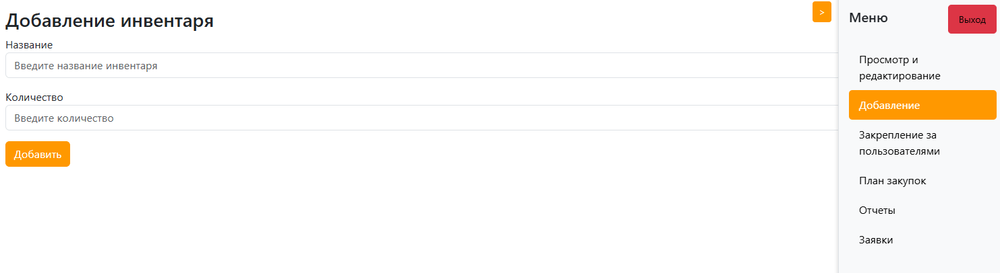 Добавление инвентаря
Название
Введите название инвентаря
Количество
Введите количество
Добавить
>
Меню
Выход
Просмотр и
редактирование
Добавление
Закрепление за
пользователями
План закупок
Отчеты
Заявки